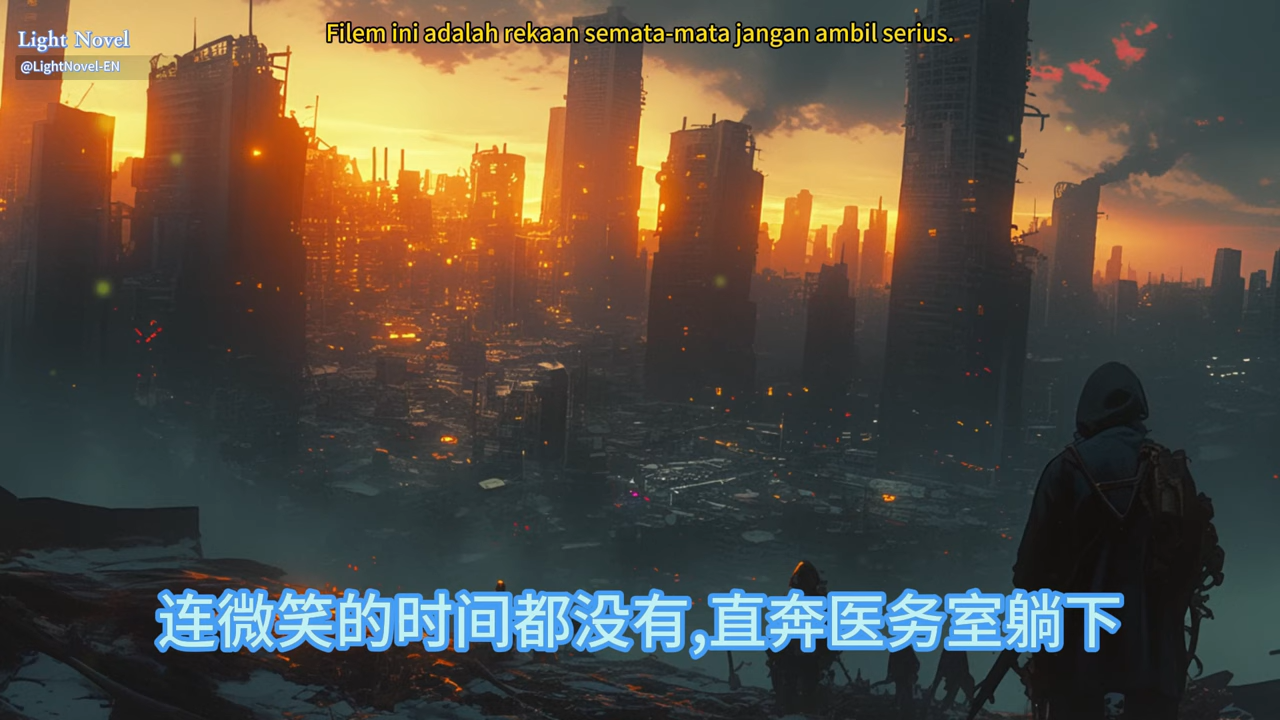 Light Novel
@LightNovel-EN
Filem ini adalah rekaan semata-mata jangan ambil serius.
连微笑的时间都没有,直奔医务室躺下